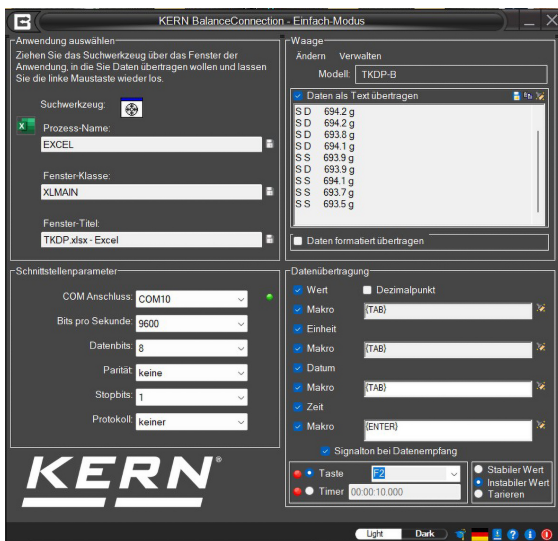 KERN BalanceConnection - Einfach-Modus
Anwendung auswählen
Ziehen Sie das Suchwerkzeug über das Fenster der
Anwendung, in die Sie Daten übertragen wollen und lassen
Sie die linke Maustaste wieder los.
Suchwerkzeug:
Prozess-Name:
EXCEL
Fenster-Klasse:
XLMAIN
Fenster-Titel:
TKDP.xlsx - Excel
Waage
Ändern Verwalten
Modell: TKDP-B
Daten als Text übertragen
S D 694.2 g
S D 694.2 g
S D 693.8 g
S D 694.1 g
S S 693.9 g
S D 693.9 g
S S 694.1 g
S S 693.7 g
S S 693.5 g
Daten formatiert übertragen
Schnittstellenparameter
COM Anschluss: COM10
Bits pro Sekunde: 9600
Datenbits: 8
Parität: keine
Stopbits: 1
Protokoll: keiner
KERN®
Datenübertragung
Wert Dezimalpunkt
Makro {TAB}
Einheit
Makro {TAB}
Datum
Makro {TAB}
Zeit
Makro {ENTER}
Signalton bei Datenempfang
Taste F2
Timer 00:00:10.000
Stabiler Wert
Instabiler Wert
Tarieren
Light Dark